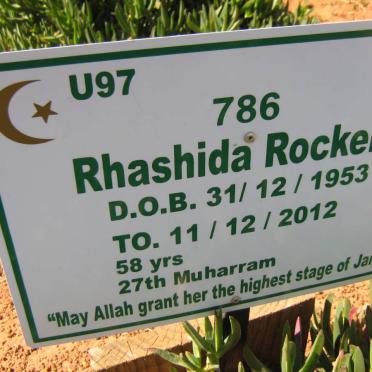 U97
786
Rhashida Rocker
D.O.B. 31/12/1953
TO. 11/12/2012
58 yrs
27th Muharram
"May Allah grant her the highest stage of